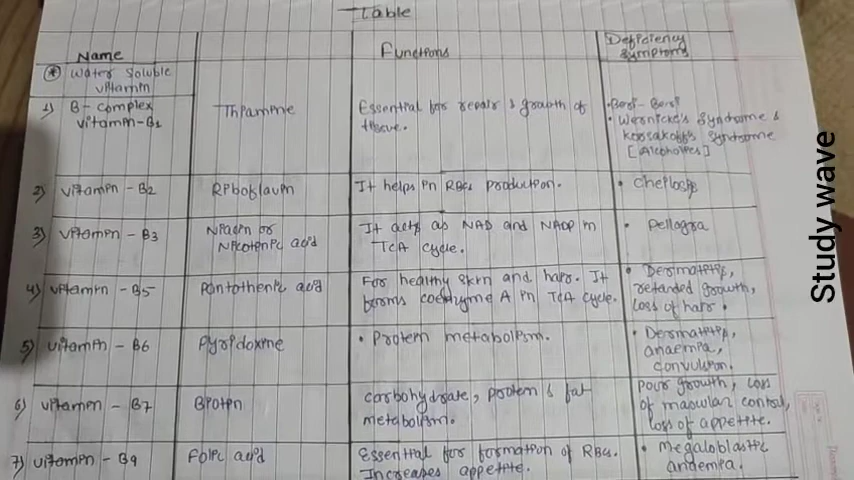 Table
Name
Functions
Deficiency
symptoms
* Water soluble
vitamin
1) B-complex
vitamin-B1
Thiamine
Essential for repair & growth of
tissue.
• Beri-Beri
• Wernicke's Syndrome &
Korsakoff's Syndrome
[Alcoholics]
2) vitamin-B2
Riboflavin
It helps in RBCs production.
• Cheilosis
3) vitamin-B3
Niacin or
Nicotinic acid
It acts as NAD and NADP in
TCA cycle.
• Pellagra
4) vitamin-B5
Pantothenic acid
For healthy skin and hair. It
forms coenzyme A in TCA cycle.
• Dermatitis,
retarded growth,
Loss of hair.
5) vitamin-B6
Pyridoxine
• Protein metabolism.
• Dermatitis,
anaemia,
convulsion.
6) vitamin-B7
Biotin
carbohydrate, protein & fat
metabolism.
pour growth, loss
of control,
loss of appetite.
7) vitamin-B9
Folic acid
Essential for formation of RBCs.
Increases appetite.
• Megaloblastic
anaemia.
Study wave